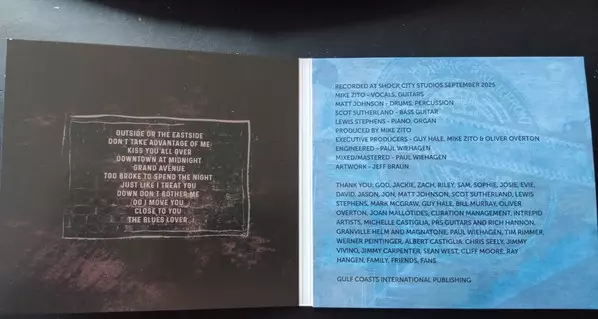 OUTSIDE OR THE EASTSIDE
DON'T TAKE ADVANTAGE OF ME
KISS YOU ALL OVER
DOWNTOWN AT MIDNIGHT
GRAND AVENUE
TOO BROKE TO SPEND THE NIGHT
JUST LIKE I TREAT YOU
DOWN DON'T BOTHER ME
DO I MOVE YOU
CLOSE TO YOU
THE BLUES LOVER
RECORDED AT SHOCK CITY STUDIOS SEPTEMBER 2025
MIKE ZITO - VOCALS, GUITARS
MATT JOHNSON - DRUMS, PERCUSSION
SCOT SUTHERLAND - BASS GUITAR
LEWIS STEPHENS - PIANO, ORGAN
PRODUCED BY MIKE ZITO
EXECUTIVE PRODUCERS - GUY HALE, MIKE ZITO & OLIVER OVERTON
ENGINEERED - PAUL WIEHAGEN
MIXED/MASTERED - PAUL WIEHAGEN
ARTWORK - JEFF BRAUN
THANK YOU; GOD, JACKIE, ZACH, RILEY, SAM, SOPHIE, JOSIE, EVIE,
DAVID, JASON, JON, MATT JOHNSON, SCOT SUTHERLAND, LEWIS
STEPHENS, MARK MCGRAW, GUY HALE, BILL MURRAY, OLIVER
OVERTON, JOAN MALLOTIDES, CURATION MANAGEMENT, INTREPID
ARTISTS, MICHELLE CASTIGLIA, PRS GUITARS AND RICH HANNON,
GRANVILLE HELM AND MAGNATONE, PAUL WIEHAGEN, TIM RIMMER,
WERNER PEINTINGER, ALBERT CASTIGLIA, CHRIS SEELY, JIMMY
VIVINO, JIMMY CARPENTER, SEAN WEST, CLIFF MOORE, RAY
HANGEN, FAMILY, FRIENDS, FANS.
GULF COASTS INTERNATIONAL PUBLISHING